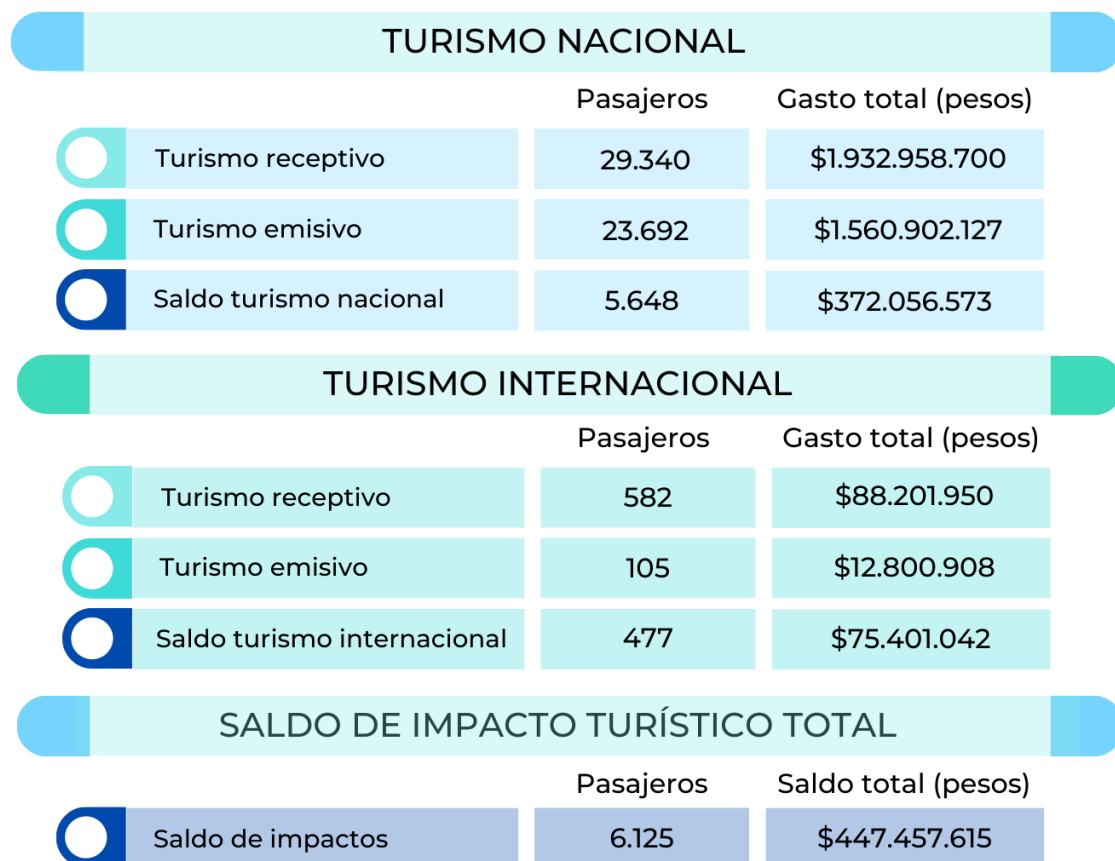 TURISMO NACIONAL
Pasajeros Gasto total (pesos)
Turismo receptivo 29.340 $1.932.958.700
Turismo emisivo 23.692 $1.560.902.127
Saldo turismo nacional 5.648 $372.056.573
TURISMO INTERNACIONAL
Pasajeros Gasto total (pesos)
Turismo receptivo 582 $88.201.950
Turismo emisivo 105 $12.800.908
Saldo turismo internacional 477 $75.401.042
SALDO DE IMPACTO TURÍSTICO TOTAL
Pasajeros Saldo total (pesos)
Saldo de impactos 6.125 $447.457.615